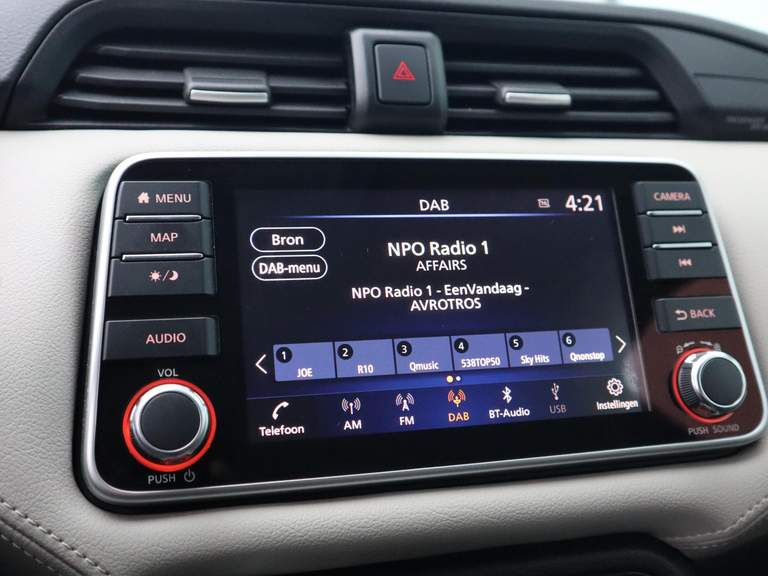 MENU
MAP
AUDIO
VOL
PUSH
DAB
4:21
Bron
DAB-menu
NPO Radio 1
AFFAIRS
NPO Radio 1 - EenVandaag -
AVROTROS
1 JOE
2 R10
3 Qmusic
4 538TOP50
5 Sky Hits
6 Qnonstop
Telefoon
AM
FM
DAB
BT-Audio
USB
Instellingen
CAMERA
BACK
PUSH SOUND